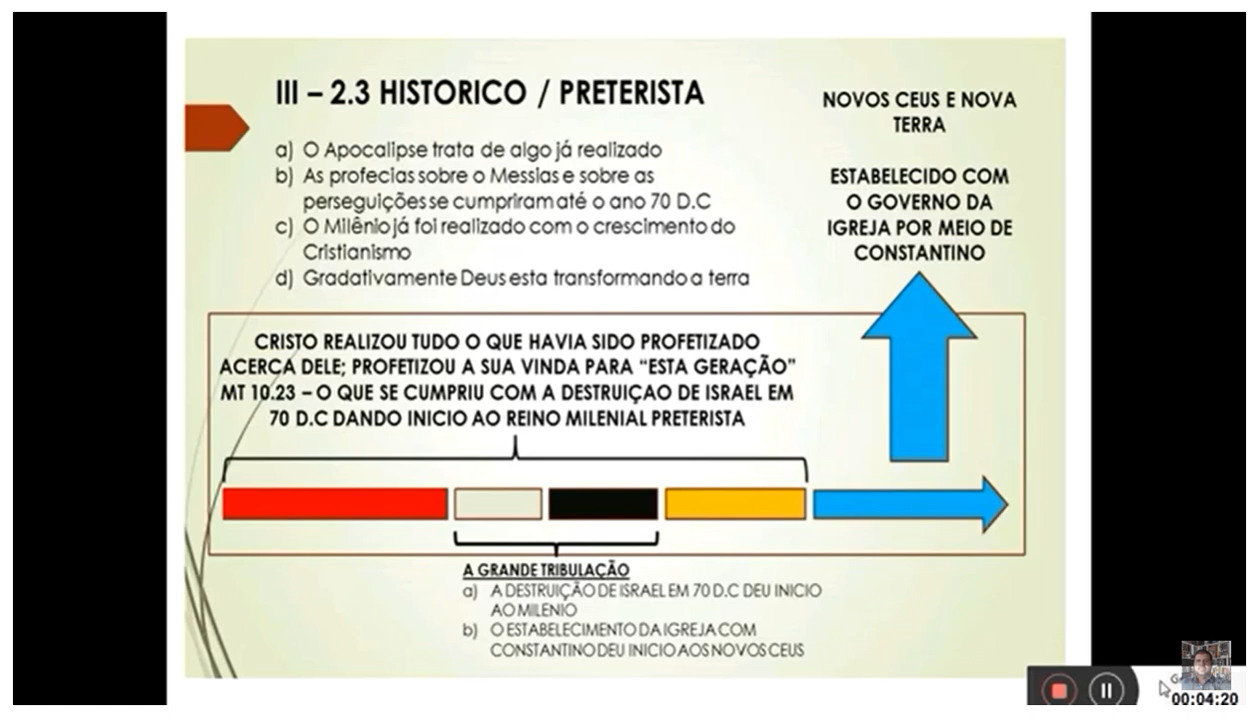 III – 2.3 HISTORICO / PRETERISTA
a) O Apocalipse trata de algo já realizado
b) As profecias sobre o Messias e sobre as
perseguições se cumpriram até o ano 70 D.C
c) O Milênio já foi realizado com o crescimento do
Cristianismo
d) Gradativamente Deus esta transformando a terra
NOVOS CEUS E NOVA
TERRA
ESTABELECIDO COM
O GOVERNO DA
IGREJA POR MEIO DE
CONSTANTINO
CRISTO REALIZOU TUDO O QUE HAVIA SIDO PROFETIZADO
ACERCA DELE; PROFETIZOU A SUA VINDA PARA “ESTA GERAÇÃO”
MT 10.23 – O QUE SE CUMPRIU COM A DESTRUIÇAO DE ISRAEL EM
70 D.C DANDO INICIO AO REINO MILENIAL PRETERISTA
A GRANDE TRIBULAÇÃO
a) A DESTRUIÇÃO DE ISRAEL EM 70 D.C DEU INICIO
AO MILENIO
b) O ESTABELECIMENTO DA IGREJA COM
CONSTANTINO DEU INICIO AOS NOVOS CEUS
00:04:20